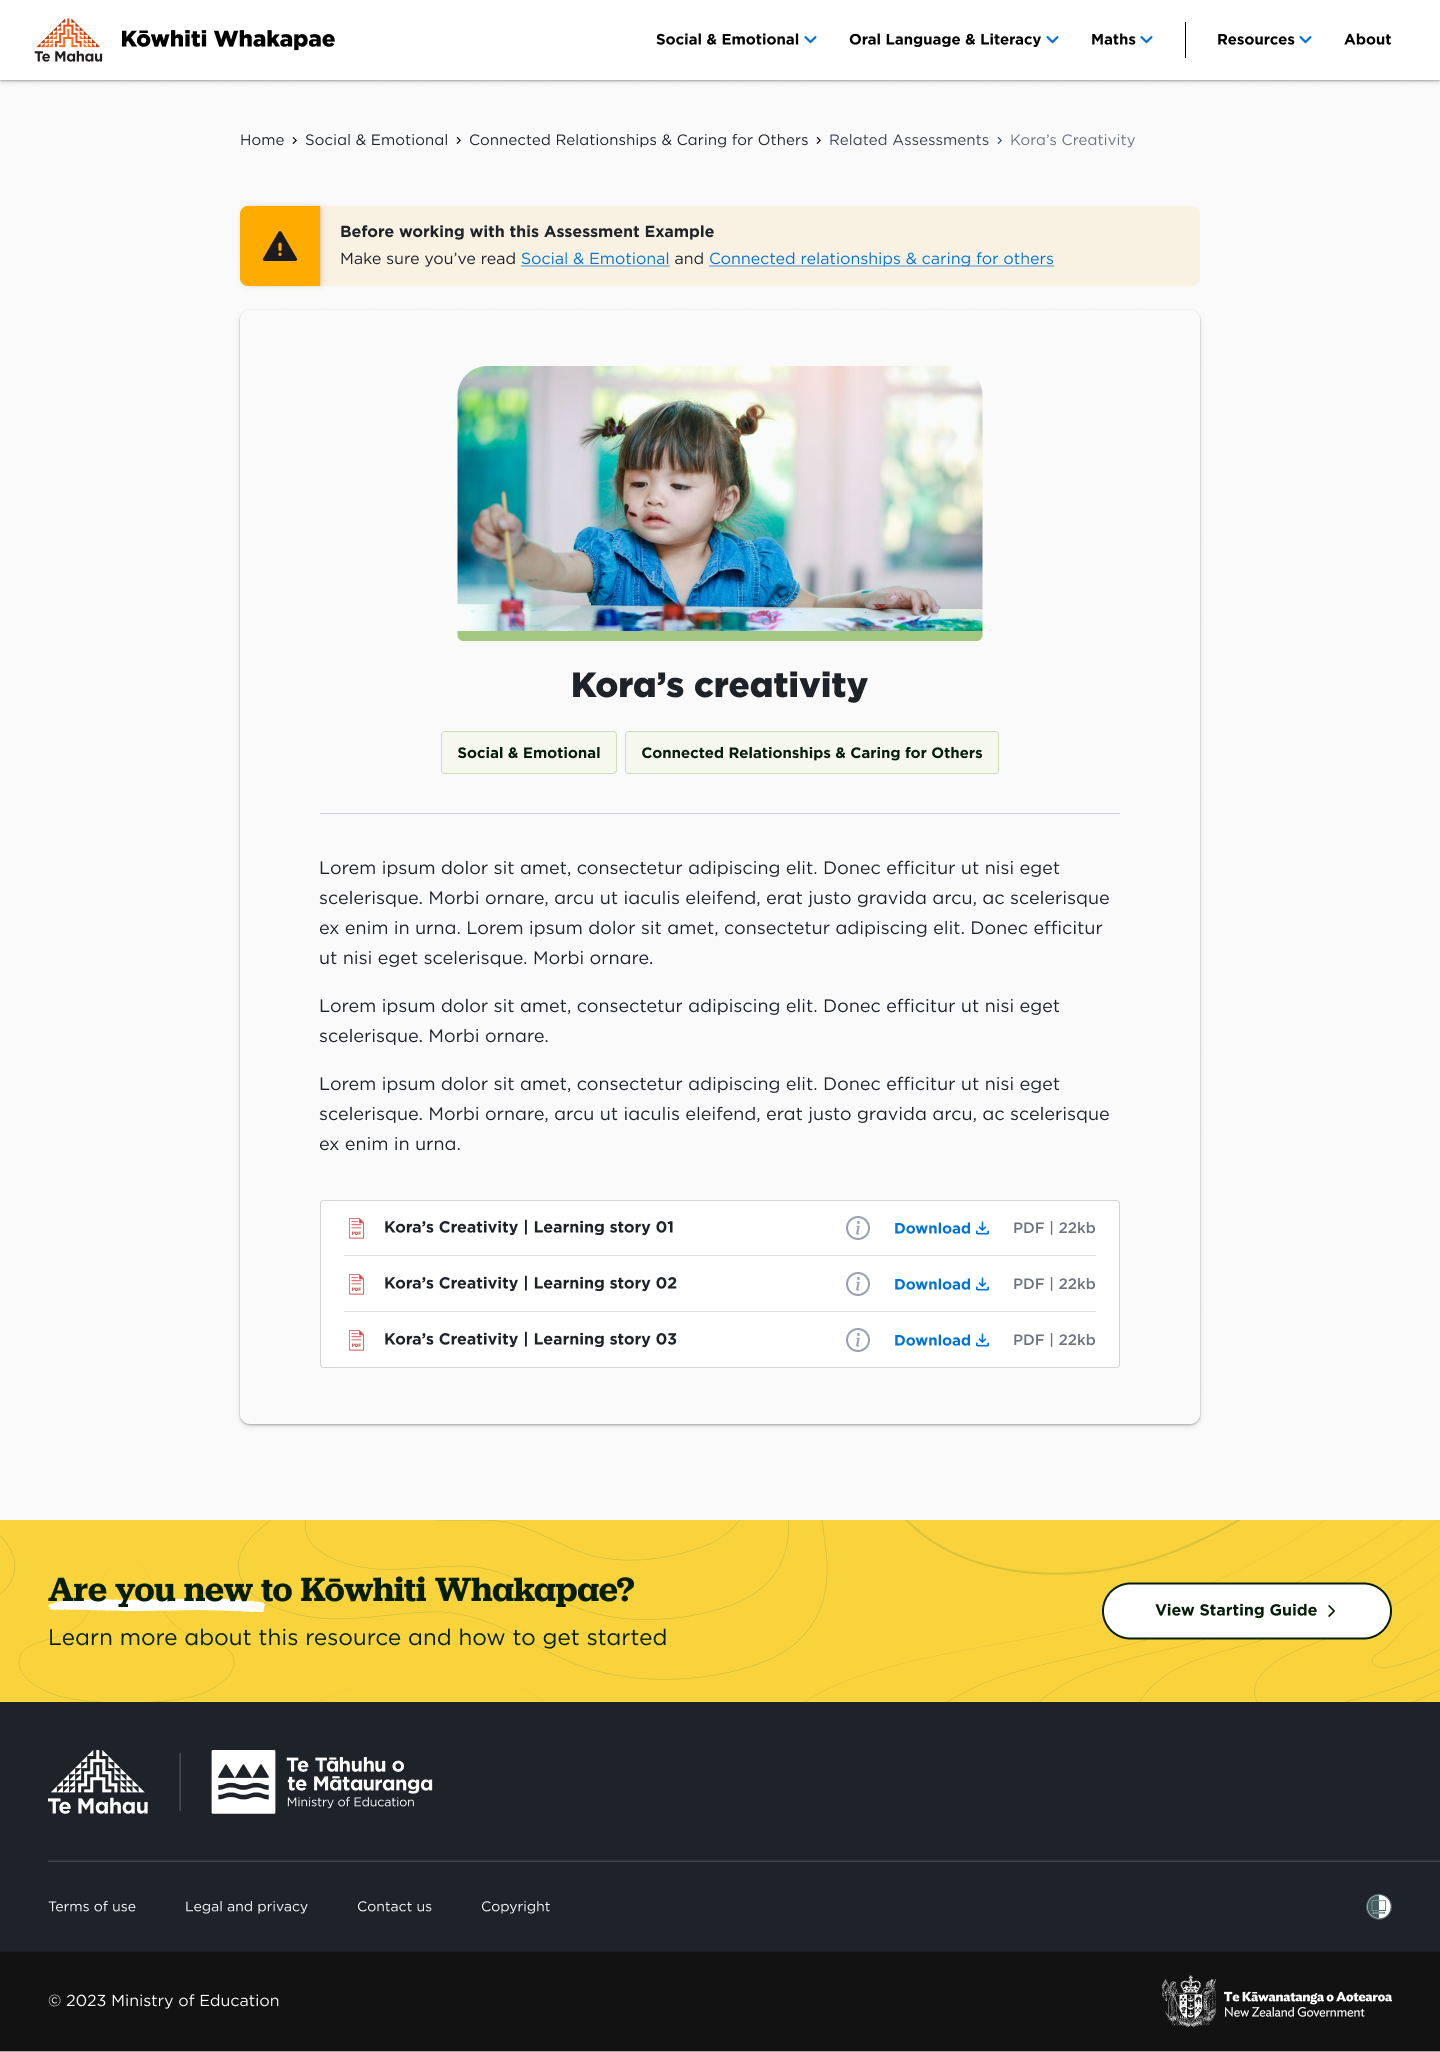 Te Mahau
Kōwhiti Whakapae
Social & Emotional
Oral Language & Literacy
Maths
Resources
About
Home › Social & Emotional › Connected Relationships & Caring for Others › Related Assessments › Kora’s Creativity
Before working with this Assessment Example
Make sure you’ve read Social & Emotional and Connected relationships & caring for others
Kora’s creativity
Social & Emotional
Connected Relationships & Caring for Others
Lorem ipsum dolor sit amet, consectetur adipiscing elit. Donec efficitur ut nisi eget
scelerisque. Morbi ornare, arcu ut iaculis eleifend, erat justo gravida arcu, ac scelerisque
ex enim in urna. Lorem ipsum dolor sit amet, consectetur adipiscing elit. Donec efficitur
ut nisi eget scelerisque. Morbi ornare.
Lorem ipsum dolor sit amet, consectetur adipiscing elit. Donec efficitur ut nisi eget
scelerisque. Morbi ornare.
Lorem ipsum dolor sit amet, consectetur adipiscing elit. Donec efficitur ut nisi eget
scelerisque. Morbi ornare, arcu ut iaculis eleifend, erat justo gravida arcu, ac scelerisque
ex enim in urna.
PDF Kora’s Creativity | Learning story 01 i Download PDF | 22kb
PDF Kora’s Creativity | Learning story 02 i Download PDF | 22kb
PDF Kora’s Creativity | Learning story 03 i Download PDF | 22kb
Are you new to Kōwhiti Whakapae?
Learn more about this resource and how to get started
View Starting Guide
Te Mahau
Te Tāhuhu o
te Mātauranga
Ministry of Education
Terms of use
Legal and privacy
Contact us
Copyright
© 2023 Ministry of Education
Te Kāwanatanga o Aotearoa
New Zealand Government